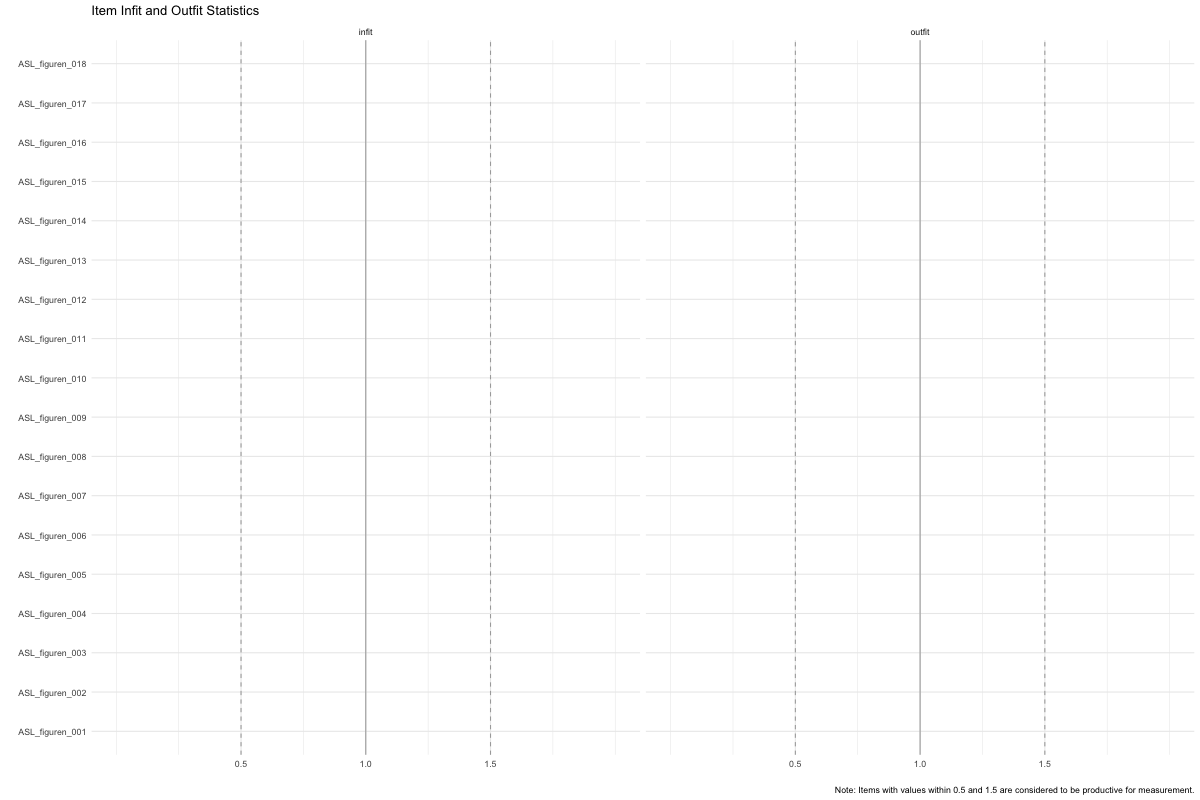 Item Infit and Outfit Statistics
infit
outfit
ASL_figuren_018
ASL_figuren_017
ASL_figuren_016
ASL_figuren_015
ASL_figuren_014
ASL_figuren_013
ASL_figuren_012
ASL_figuren_011
ASL_figuren_010
ASL_figuren_009
ASL_figuren_008
ASL_figuren_007
ASL_figuren_006
ASL_figuren_005
ASL_figuren_004
ASL_figuren_003
ASL_figuren_002
ASL_figuren_001
0.5 1.0 1.5
0.5 1.0 1.5
Note: Items with values within 0.5 and 1.5 are considered to be productive for measurement.